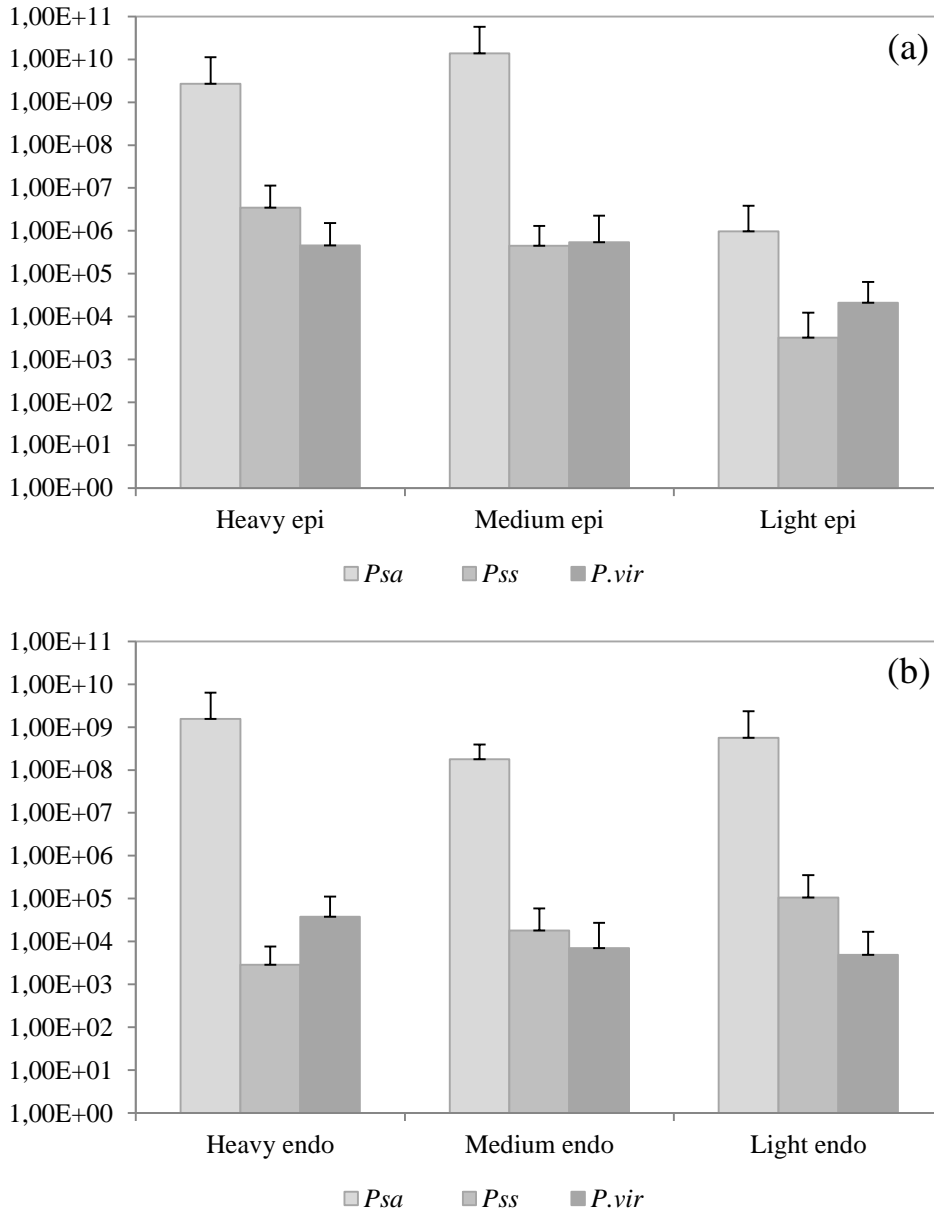 1,00E+11
1,00E+10
1,00E+09
1,00E+08
1,00E+07
1,00E+06
1,00E+05
1,00E+04
1,00E+03
1,00E+02
1,00E+01
1,00E+00
(a)
Heavy epi Medium epi Light epi
Psa Pss P.vir
1,00E+11
1,00E+10
1,00E+09
1,00E+08
1,00E+07
1,00E+06
1,00E+05
1,00E+04
1,00E+03
1,00E+02
1,00E+01
1,00E+00
(b)
Heavy endo Medium endo Light endo
Psa Pss P.vir